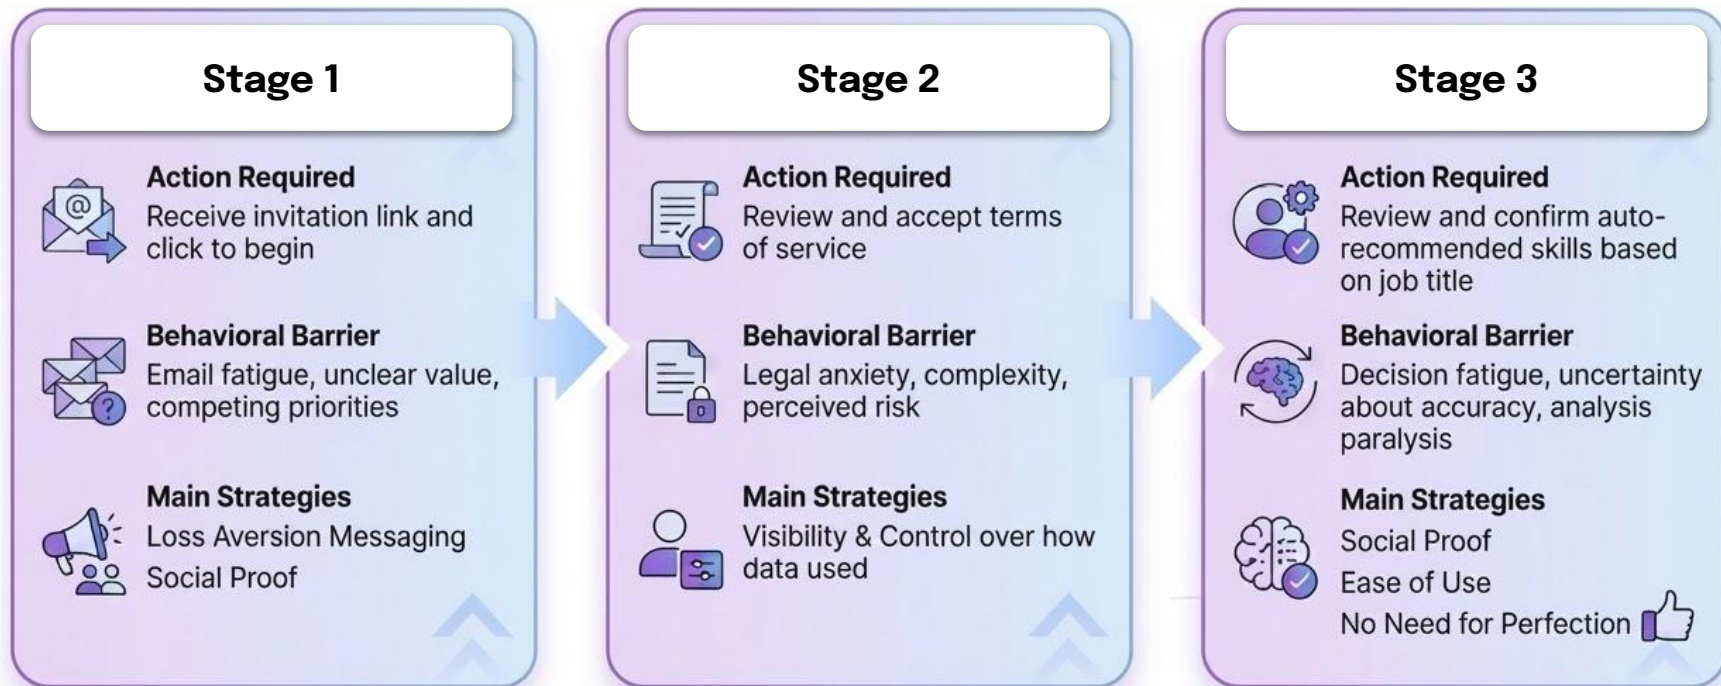 Stage 1
Action Required
Receive invitation link and
click to begin
@
Behavioral Barrier
Email fatigue, unclear value,
competing priorities
?
Main Strategies
Loss Aversion Messaging
Social Proof
Stage 2
Action Required
Review and accept terms
of service
Behavioral Barrier
Legal anxiety, complexity,
perceived risk
Main Strategies
Visibility & Control over how
data used
Stage 3
Action Required
Review and confirm auto-
recommended skills based
on job title
Behavioral Barrier
Decision fatigue, uncertainty
about accuracy, analysis
paralysis
Main Strategies
Social Proof
Ease of Use
No Need for Perfection